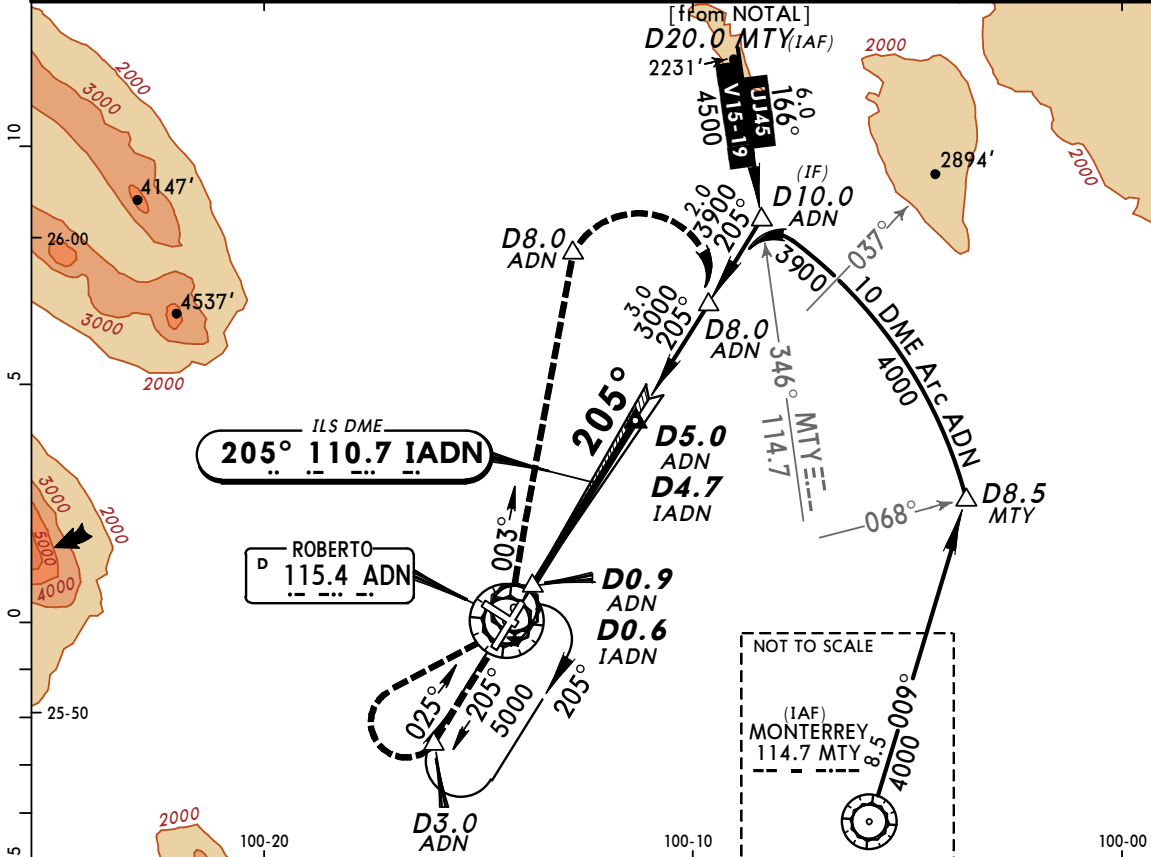 [from NOTAL]
D20.0 MTY(IAF)
2231'
4500
V15-19
UJ45
6.0
166°
2000
2894'
2000
2000
3000
4147'
26-00
4537'
3000
2000
2000
10
5
0
5
(IF)
D10.0
ADN
2.0
3900
205°
D8.0
ADN
3900
037°
10 DME Arc ADN
4000
3.0
3000
205°
D8.0
ADN
205°
346° MTY
114.7
ILS DME
205° 110.7 IADN
D5.0
ADN
D4.7
IADN
D8.5
MTY
068°
3000
2000
5000
4000
003°
ROBERTO
D 115.4 ADN
D0.9
ADN
D0.6
IADN
025°
205°
5000
205°
25-50
D3.0
ADN
NOT TO SCALE
(IAF)
MONTERREY
114.7 MTY
8.5
4000
009°
2000
100-20
100-10
100-00